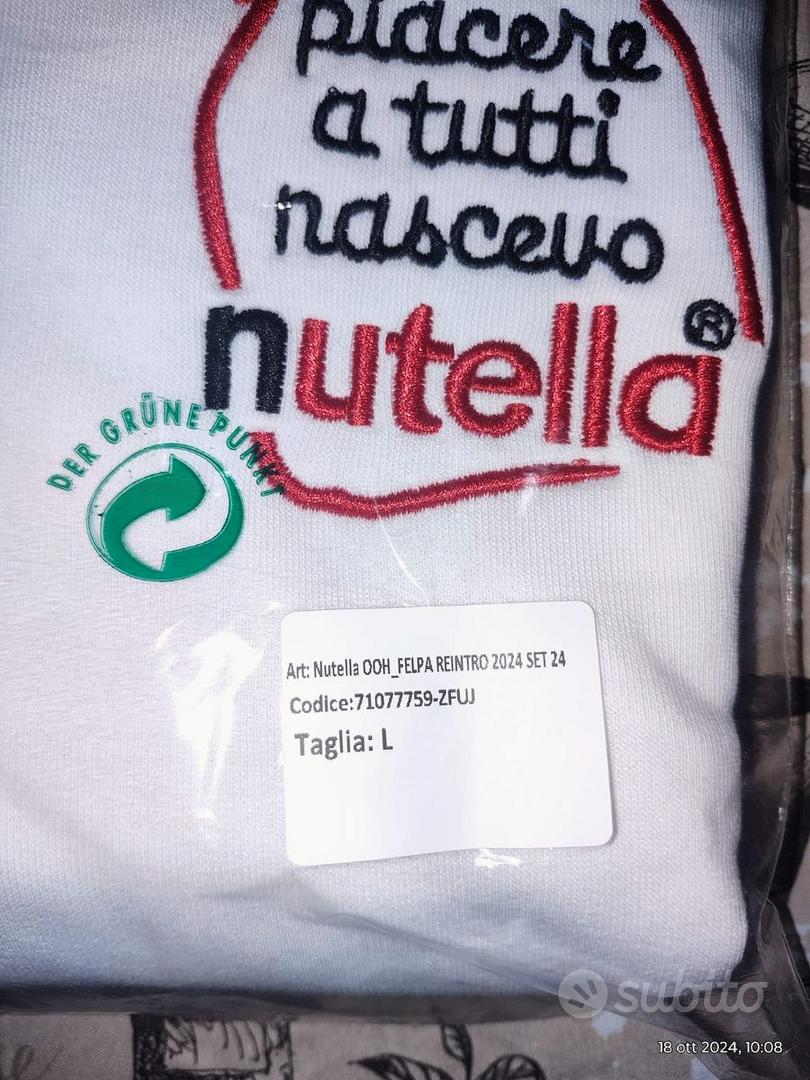 piacere
a tutti
nascevo
nutella®
DER GRÜNE PUNKT
Art: Nutella OOH_FELPA REINTRO 2024 SET 24
Codice:71077759-ZFUJ
Taglia: L
subito
18 ott 2024, 10:08